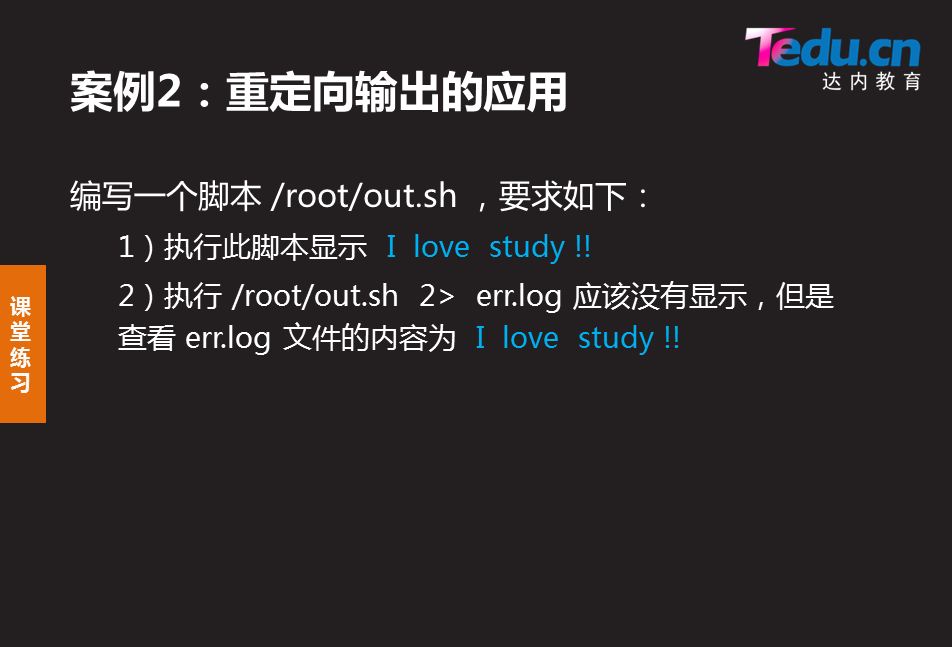 Tedu.cn
达内教育
案例2：重定向输出的应用
编写一个脚本 /root/out.sh ，要求如下：
1）执行此脚本显示 I love study !!
2）执行 /root/out.sh 2> err.log 应该没有显示，但是
查看 err.log 文件的内容为 I love study !!
课
堂
练
习